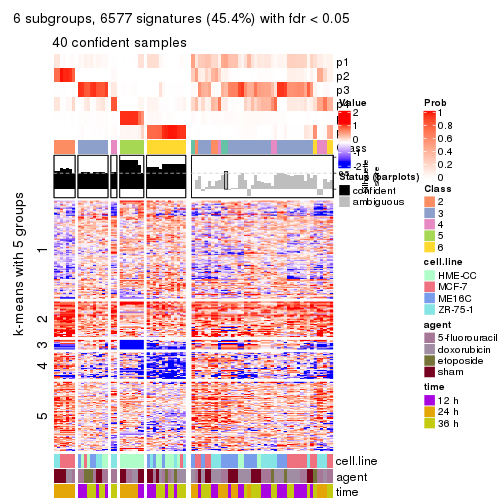 6 subgroups, 6577 signatures (45.4%) with fdr < 0.05
40 confident samples
p1
p2
p3
Value
2
1
0
-1
-2
Class
Silhouette
score
Status (barplots)
confident
ambiguous
k-means with 5 groups
1
2
3
4
5
cell.line
agent
time
Prob
1
0.8
0.6
0.4
0.2
0
Class
2
3
4
5
6
cell.line
HME-CC
MCF-7
ME16C
ZR-75-1
agent
5-fluorouracil
doxorubicin
etoposide
sham
time
12 h
24 h
36 h